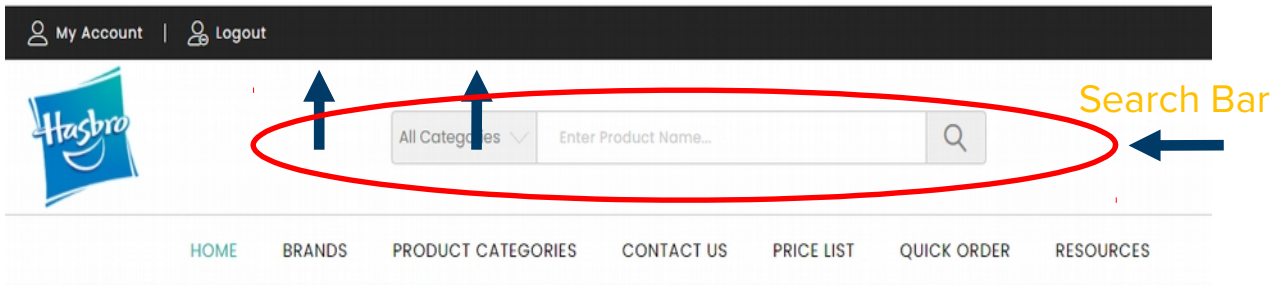 My Account | Logout
Hasbro
Search Bar
All Categories Enter Product Name...
HOME BRANDS PRODUCT CATEGORIES CONTACT US PRICE LIST QUICK ORDER RESOURCES